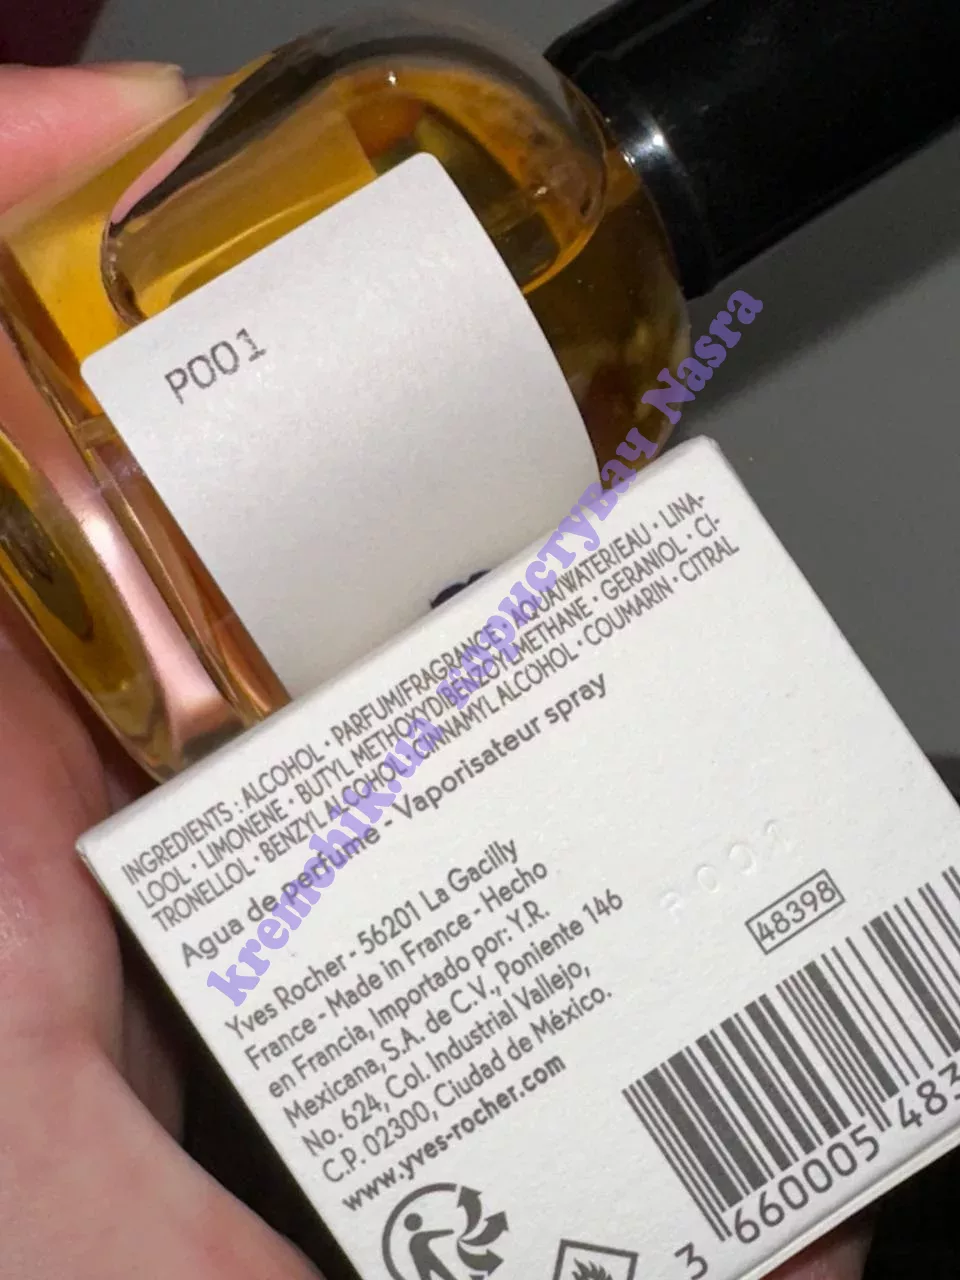 P001
INGREDIENTS : ALCOHOL · PARFUM/FRAGRANCE · AQUA/WATER/EAU · LINA-
LOOL · LIMONENE · BUTYL METHOXYDIBENZOYLMETHANE · GERANIOL · CI-
TRONELLOL · BENZYL ALCOHOL · CINNAMYL ALCOHOL · COUMARIN · CITRAL
Agua de perfume - Vaporisateur spray
Yves Rocher - 56201 La Gacilly
France - Made in France - Hecho
en Francia, Importado por: Y.R.
Mexicana, S.A. de C.V., Poniente 146
No. 624, Col. Industrial Vallejo,
C.P. 02300, Ciudad de México.
www.yves-rocher.com
P001
48398
3 660005 483
kremohik.ua користувач Nasra